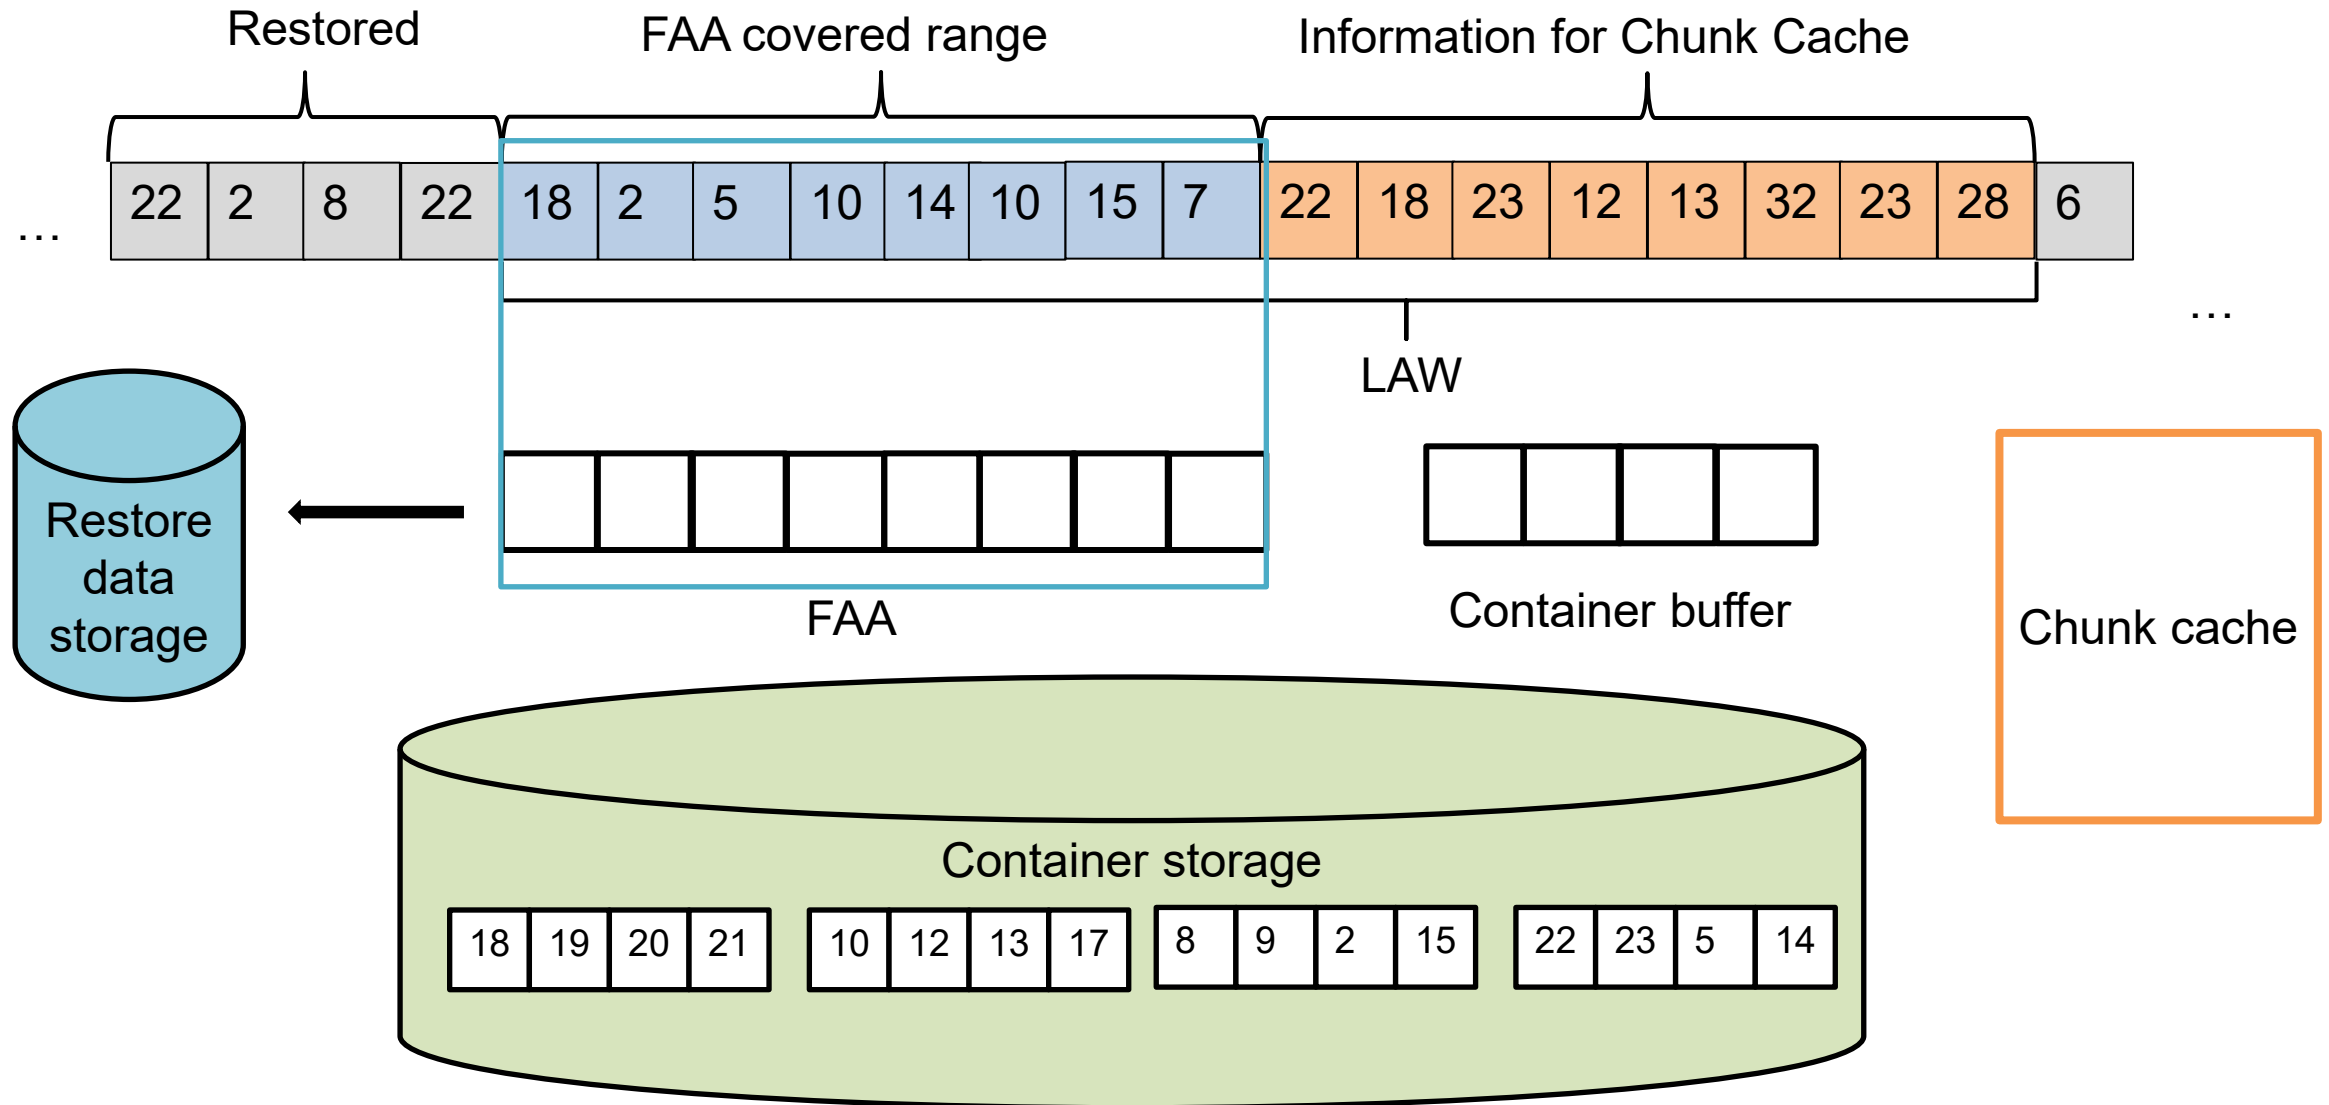 Restored
FAA covered range
Information for Chunk Cache
… 22 2 8 22 18 2 5 10 14 10 15 7 22 18 23 12 13 32 23 28 6 …
LAW
Restore
data
storage
FAA
Container buffer
Chunk cache
Container storage
18 19 20 21 10 12 13 17 8 9 2 15 22 23 5 14